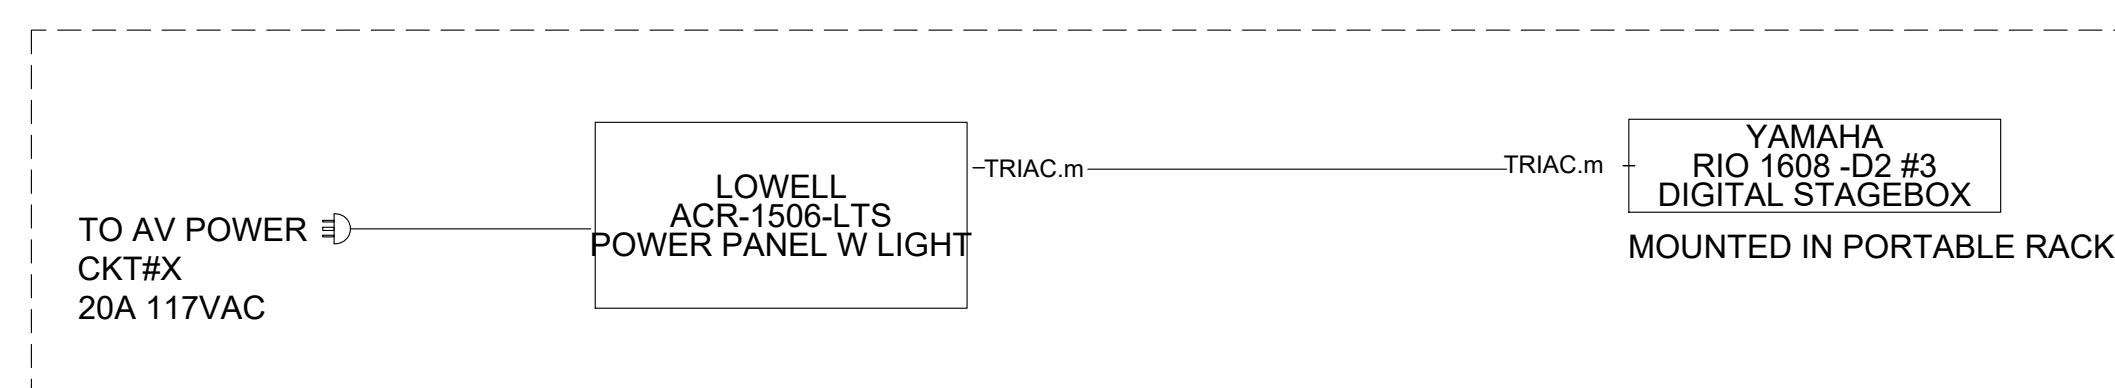 TO AV POWER
CKT#X
20A 117VAC
LOWELL
ACR-1506-LTS
POWER PANEL W LIGHT
TRIAC.m
TRIAC.m
YAMAHA
RIO 1608 -D2 #3
DIGITAL STAGEBOX
MOUNTED IN PORTABLE RACK